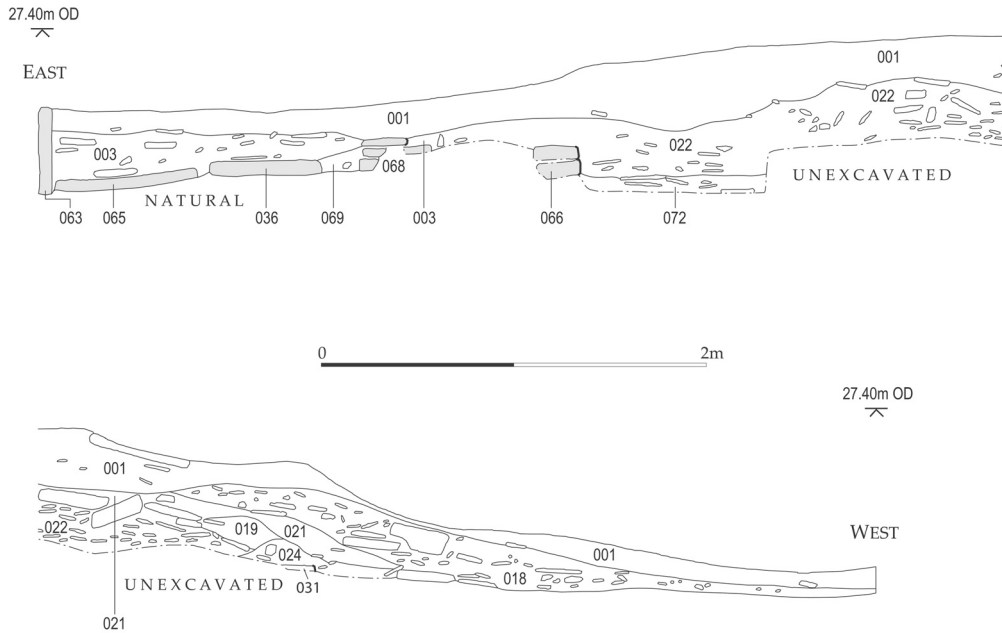 27.40m OD
EAST
001
022
001
003
068
022
UNEXCAVATED
NATURAL
063
065
036
069
003
066
072
0
2m
27.40m OD
001
022
019
021
024
WEST
001
018
UNEXCAVATED
031
021